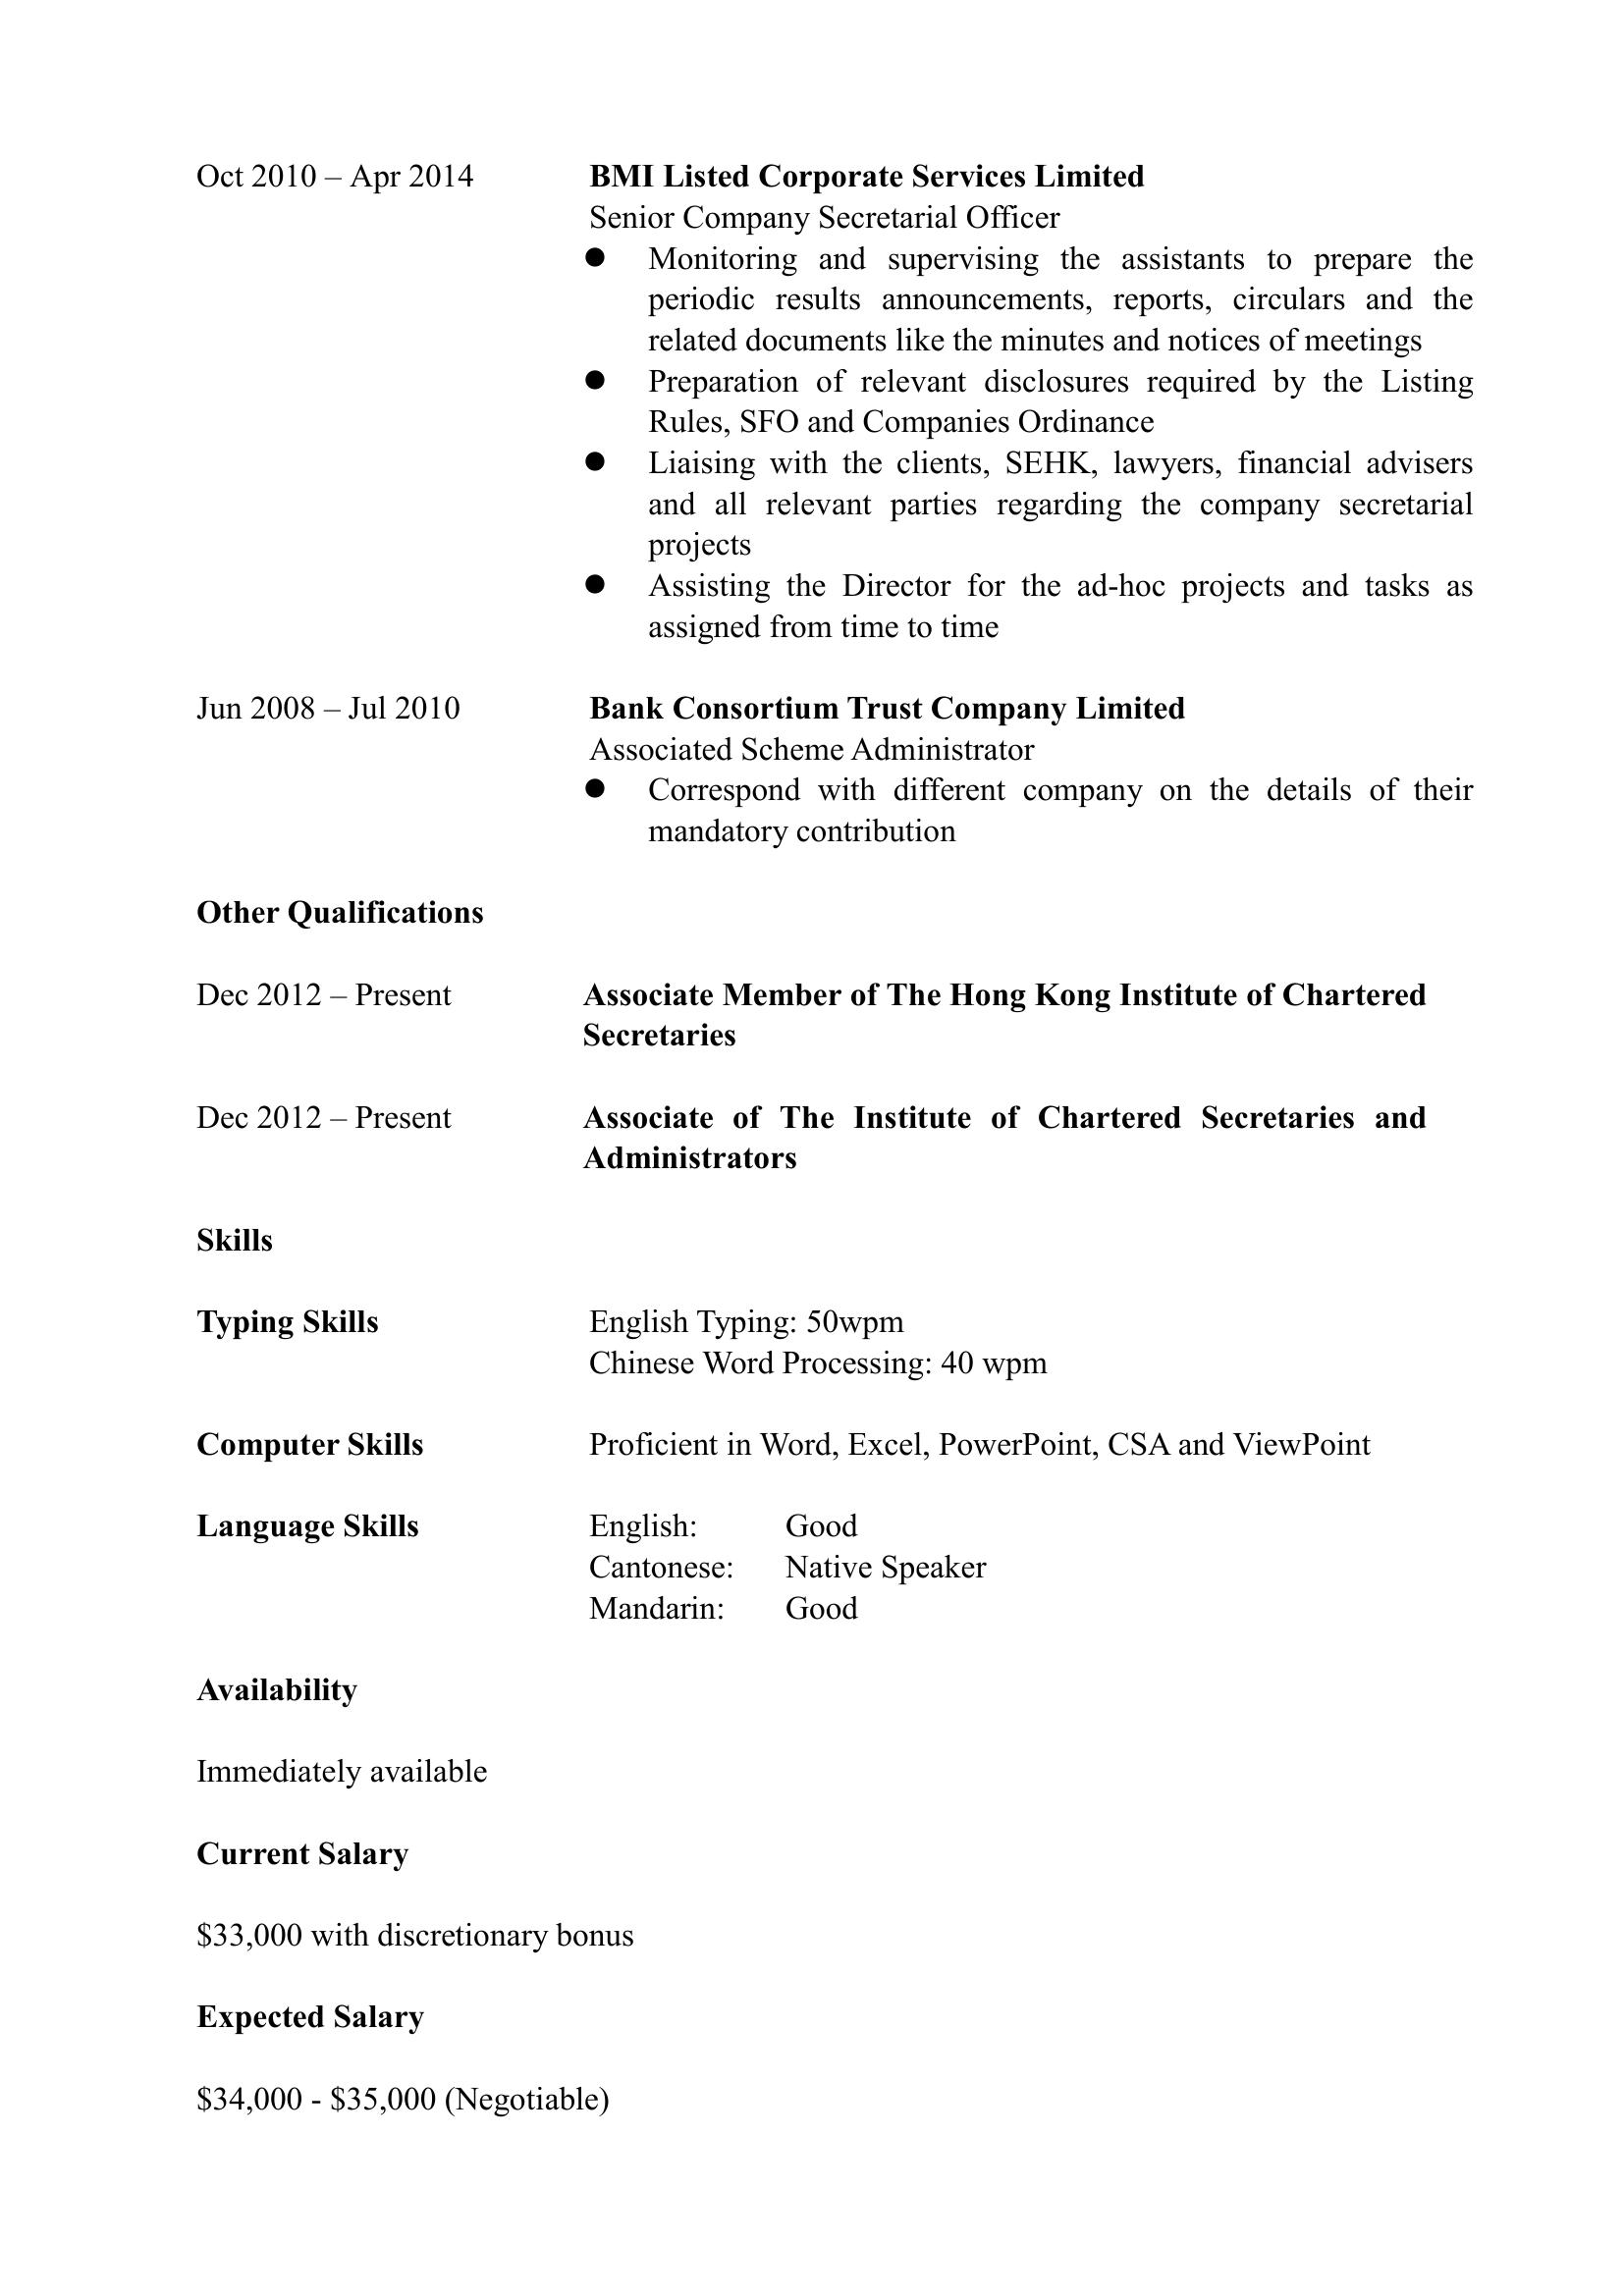 Oct 2010 – Apr 2014 BMI Listed Corporate Services Limited
Senior Company Secretarial Officer
● Monitoring and supervising the assistants to prepare the
periodic results announcements, reports, circulars and the
related documents like the minutes and notices of meetings
● Preparation of relevant disclosures required by the Listing
Rules, SFO and Companies Ordinance
● Liaising with the clients, SEHK, lawyers, financial advisers
and all relevant parties regarding the company secretarial
projects
● Assisting the Director for the ad-hoc projects and tasks as
assigned from time to time
Jun 2008 – Jul 2010 Bank Consortium Trust Company Limited
Associated Scheme Administrator
● Correspond with different company on the details of their
mandatory contribution
Other Qualifications
Dec 2012 – Present Associate Member of The Hong Kong Institute of Chartered
Secretaries
Dec 2012 – Present Associate of The Institute of Chartered Secretaries and
Administrators
Skills
Typing Skills English Typing: 50wpm
Chinese Word Processing: 40 wpm
Computer Skills Proficient in Word, Excel, PowerPoint, CSA and ViewPoint
Language Skills English: Good
Cantonese: Native Speaker
Mandarin: Good
Availability
Immediately available
Current Salary
$33,000 with discretionary bonus
Expected Salary
$34,000 - $35,000 (Negotiable)